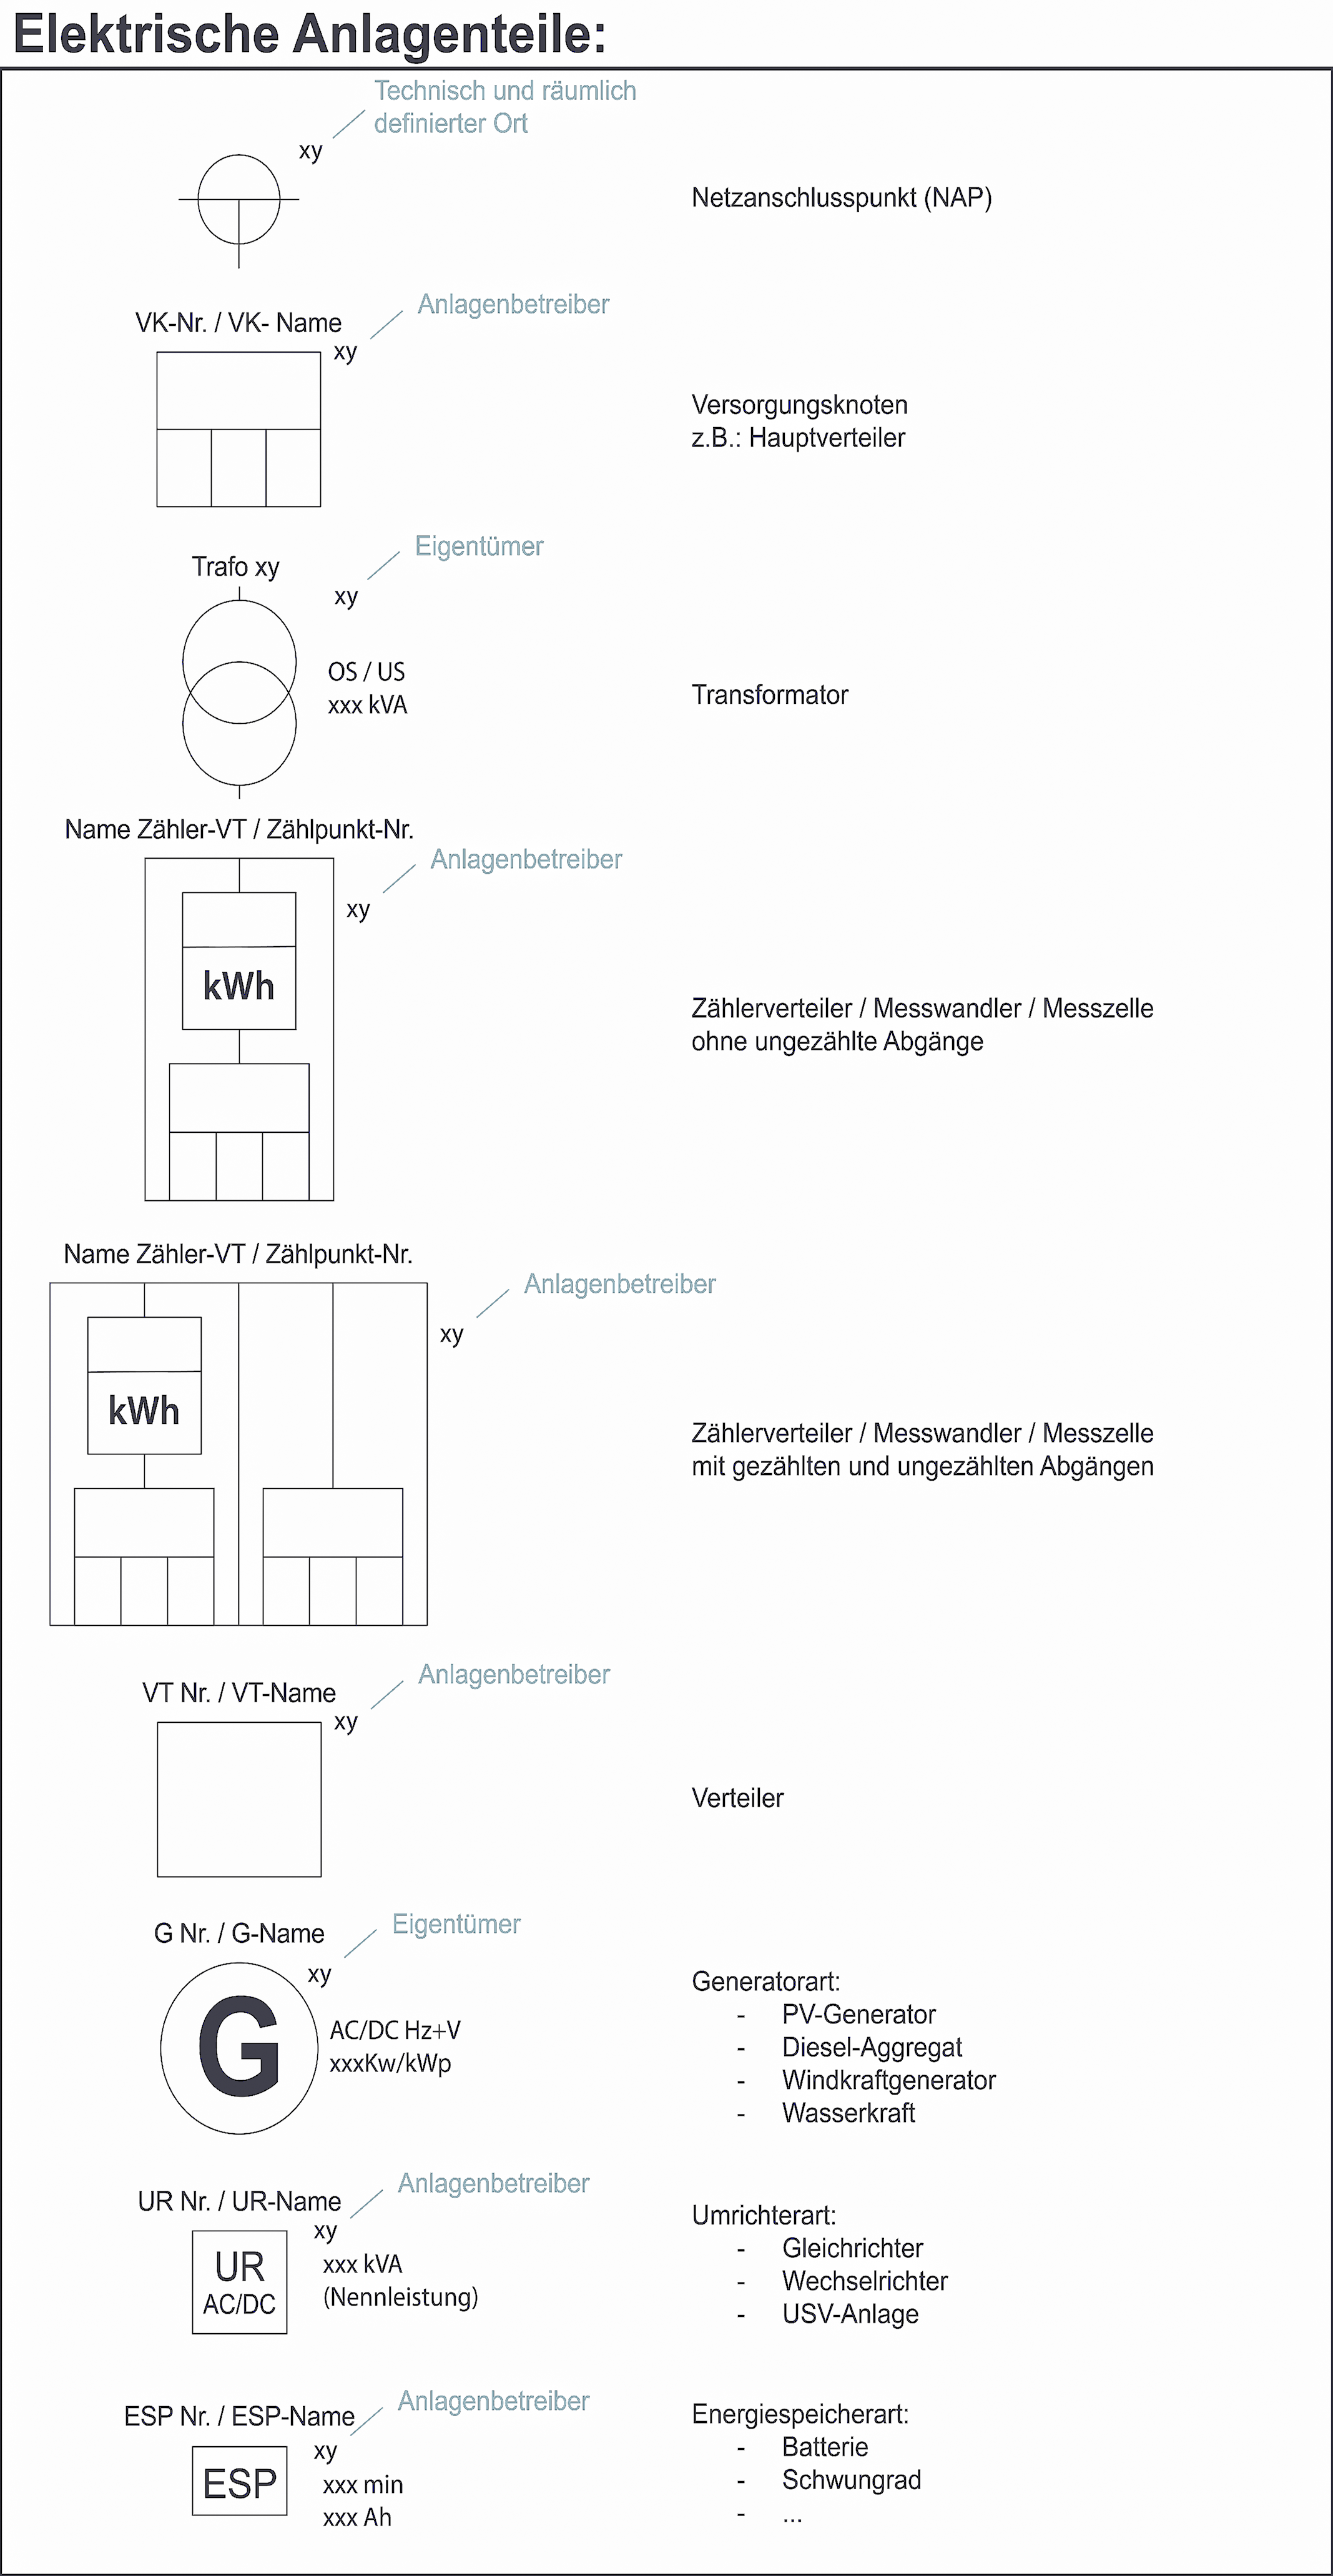 Elektrische Anlagenteile:
Technisch und räumlich
definierter Ort
xy
Netzanschlusspunkt (NAP)
Anlagenbetreiber
VK-Nr. / VK- Name
xy
Versorgungsknoten
z.B.: Hauptverteiler
Eigentümer
Trafo xy
xy
OS / US
xxx kVA
Transformator
Name Zähler-VT / Zählpunkt-Nr.
Anlagenbetreiber
xy
kWh
Zählerverteiler / Messwandler / Messzelle
ohne ungezählte Abgänge
Name Zähler-VT / Zählpunkt-Nr.
Anlagenbetreiber
xy
kWh
Zählerverteiler / Messwandler / Messzelle
mit gezählten und ungezählten Abgängen
Anlagenbetreiber
VT Nr. / VT-Name
xy
Verteiler
Eigentümer
G Nr. / G-Name
xy
G
AC/DC Hz+V
xxxKw/kWp
Generatorart:
- PV-Generator
- Diesel-Aggregat
- Windkraftgenerator
- Wasserkraft
Anlagenbetreiber
UR Nr. / UR-Name
xy
UR
AC/DC
xxx kVA
(Nennleistung)
Umrichterart:
- Gleichrichter
- Wechselrichter
- USV-Anlage
Anlagenbetreiber
ESP Nr. / ESP-Name
xy
ESP
xxx min
xxx Ah
Energiespeicherart:
- Batterie
- Schwungrad
- ...